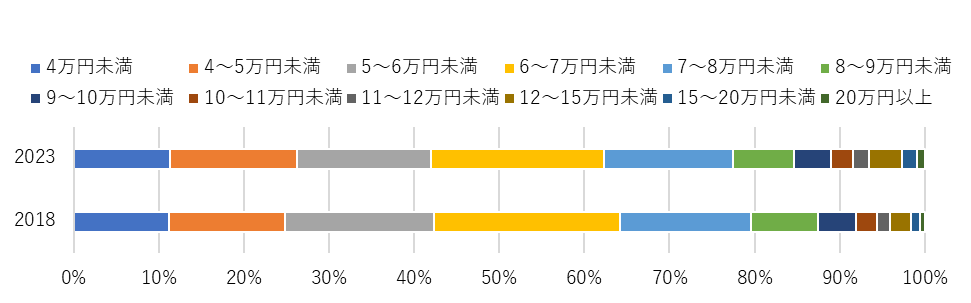 4万円未満 4～5万円未満 5～6万円未満 6～7万円未満 7～8万円未満 8～9万円未満
9～10万円未満 10～11万円未満 11～12万円未満 12～15万円未満 15～20万円未満 20万円以上
2023
2018
0% 10% 20% 30% 40% 50% 60% 70% 80% 90% 100%